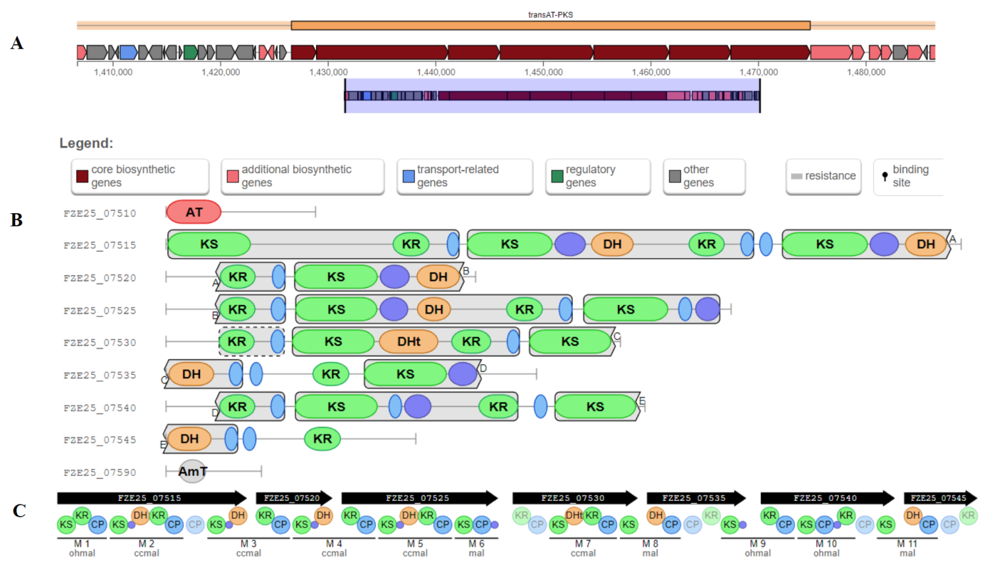 transAT-PKS
A
1,410,000 1,420,000 1,430,000 1,440,000 1,450,000 1,460,000 1,470,000 1,480,000
Legend:
core biosynthetic genes
additional biosynthetic genes
transport-related genes
regulatory genes
other genes
resistance
binding site
B
FZE25_07510 AT
FZE25_07515 KS KR KS DH KR KS DH A
FZE25_07520 A KR KS DH B
FZE25_07525 B KR KS DH KR KS
FZE25_07530 KR KS DHt KR KS C
FZE25_07535 C DH KR KS D
FZE25_07540 D KR KS KR KS E
FZE25_07545 E DH KR
FZE25_07590 AmT
C
FZE25_07515 FZE25_07520 FZE25_07525 FZE25_07530 FZE25_07535 FZE25_07540 FZE25_07545
KR DH KR DH KR DH KR DH KR KR DHt KR DH KR KR KR DH KR
KS CP KS CP CP KS CP KS CP KS CP KS CP CP KS CP KS CP CP KS CP KS CP CP KS CP CP
M 1 M 2 M 3 M 4 M 5 M 6 M 7 M 8 M 9 M 10 M 11
ohmal ccmal ccmal ccmal ccmal mal ccmal mal ohmal ohmal mal